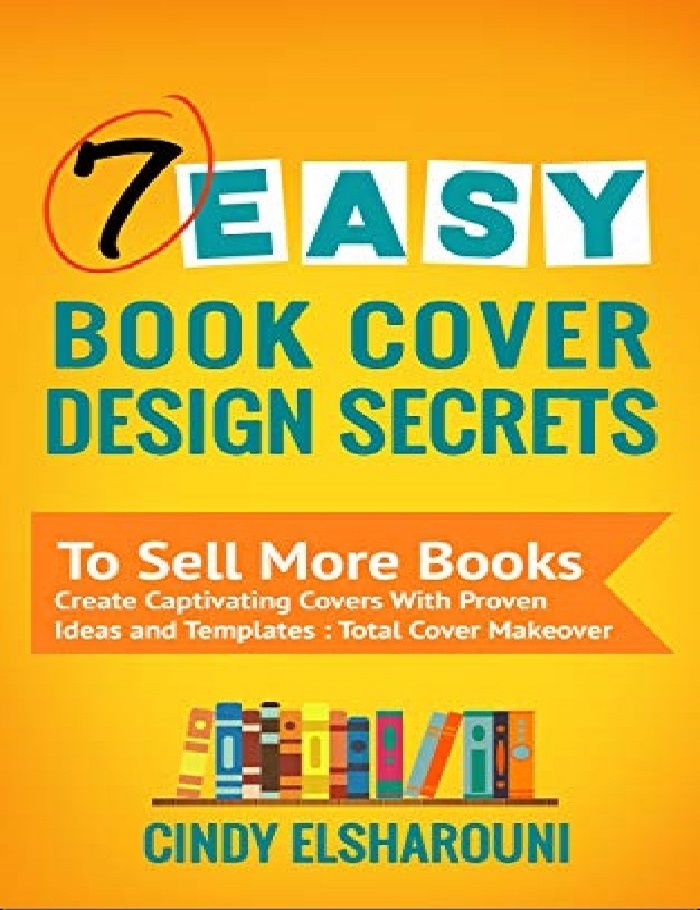 7 EASY
BOOK COVER
DESIGN SECRETS
To Sell More Books
Create Captivating Covers With Proven
Ideas and Templates : Total Cover Makeover
CINDY ELSHAROUNI